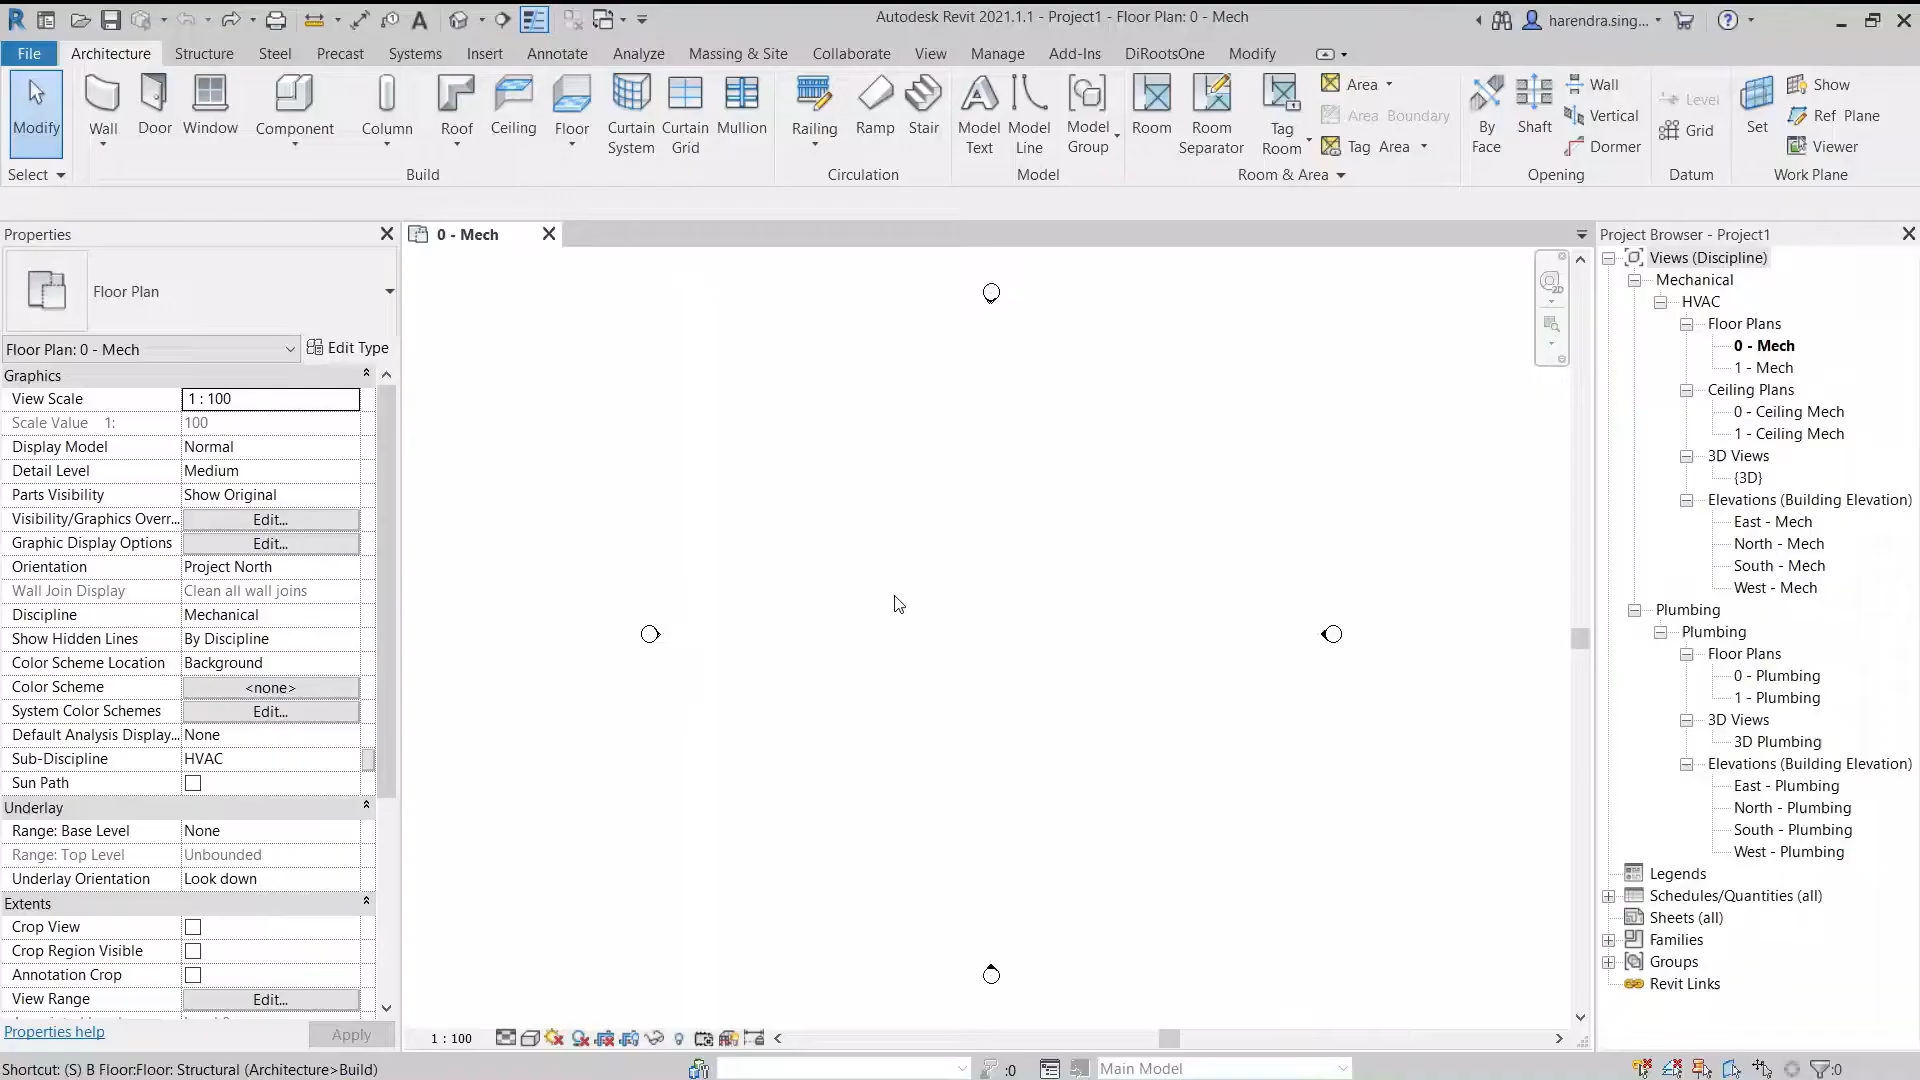 Autodesk Revit 2021.1.1 - Project1 - Floor Plan: 0 - Mech
harendra.sing...
File Architecture Structure Steel Precast Systems Insert Annotate Analyze Massing & Site Collaborate View Manage Add-Ins DiRootsOne Modify
Modify
Wall
Door
Window
Component
Column
Roof
Ceiling
Floor
Curtain System
Curtain Grid
Mullion
Railing
Ramp
Stair
Model Text
Model Line
Model Group
Room
Room Separator
Tag Room
Area
Area Boundary
Tag Area
By Face
Shaft
Wall
Vertical
Dormer
Level
Grid
Set
Show
Ref Plane
Viewer
Select
Build
Circulation
Model
Room & Area
Opening
Datum
Work Plane
Properties
Floor Plan
Floor Plan: 0 - Mech
Edit Type
Graphics
View Scale 1 : 100
Scale Value 1: 100
Display Model Normal
Detail Level Medium
Parts Visibility Show Original
Visibility/Graphics Overr... Edit...
Graphic Display Options Edit...
Orientation Project North
Wall Join Display Clean all wall joins
Discipline Mechanical
Show Hidden Lines By Discipline
Color Scheme Location Background
Color Scheme <none>
System Color Schemes Edit...
Default Analysis Display... None
Sub-Discipline HVAC
Sun Path
Underlay
Range: Base Level None
Range: Top Level Unbounded
Underlay Orientation Look down
Extents
Crop View
Crop Region Visible
Annotation Crop
View Range Edit...
Properties help
Apply
0 - Mech
2D
1 : 100
Project Browser - Project1
Views (Discipline)
Mechanical
HVAC
Floor Plans
0 - Mech
1 - Mech
Ceiling Plans
0 - Ceiling Mech
1 - Ceiling Mech
3D Views
{3D}
Elevations (Building Elevation)
East - Mech
North - Mech
South - Mech
West - Mech
Plumbing
Plumbing
Floor Plans
0 - Plumbing
1 - Plumbing
3D Views
3D Plumbing
Elevations (Building Elevation)
East - Plumbing
North - Plumbing
South - Plumbing
West - Plumbing
Legends
Schedules/Quantities (all)
Sheets (all)
Families
Groups
Revit Links
Shortcut: (S) B Floor:Floor: Structural (Architecture>Build)
:0
Main Model
:0